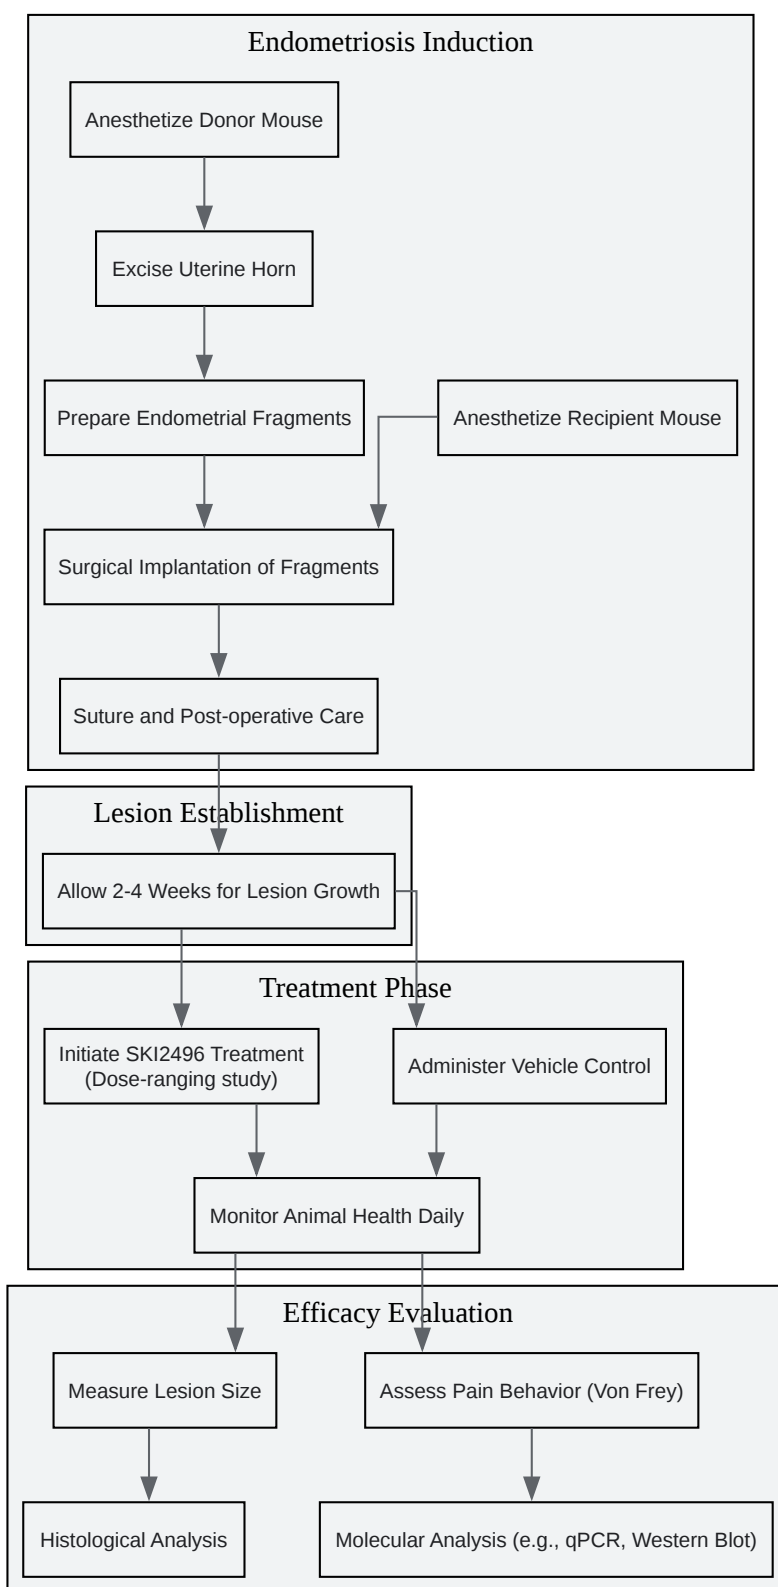 Endometriosis Induction
Anesthetize Donor Mouse
Excise Uterine Horn
Prepare Endometrial Fragments
Anesthetize Recipient Mouse
Surgical Implantation of Fragments
Suture and Post-operative Care
Lesion Establishment
Allow 2-4 Weeks for Lesion Growth
Treatment Phase
Initiate SKI2496 Treatment
(Dose-ranging study)
Administer Vehicle Control
Monitor Animal Health Daily
Efficacy Evaluation
Measure Lesion Size
Assess Pain Behavior (Von Frey)
Histological Analysis
Molecular Analysis (e.g., qPCR, Western Blot)